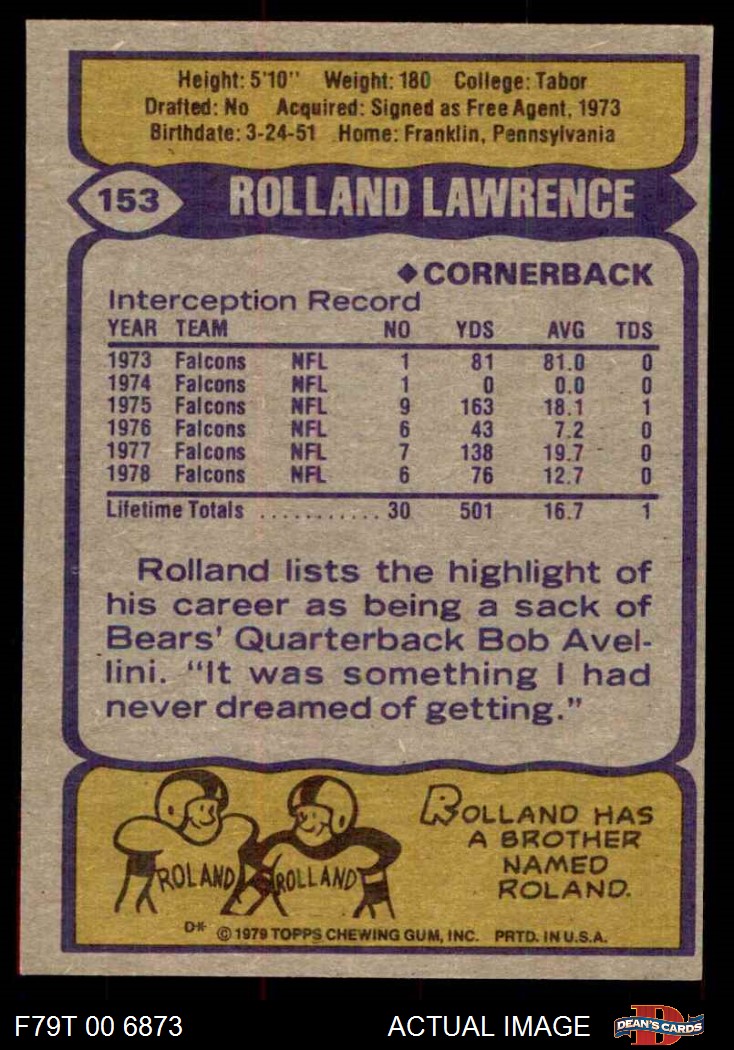 Height: 5'10" Weight: 180 College: Tabor
Drafted: No Acquired: Signed as Free Agent, 1973
Birthdate: 3-24-51 Home: Franklin, Pennsylvania
153 ROLLAND LAWRENCE
CORNERBACK
Interception Record
YEAR TEAM NO YDS AVG TDS
1973 Falcons NFL 1 81 81.0 0
1974 Falcons NFL 1 0 0.0 0
1975 Falcons NFL 9 163 18.1 1
1976 Falcons NFL 6 43 7.2 0
1977 Falcons NFL 7 138 19.7 0
1978 Falcons NFL 6 76 12.7 0
Lifetime Totals ........... 30 501 16.7 1
Rolland lists the highlight of
his career as being a sack of
Bears' Quarterback Bob Avel-
lini. "It was something I had
never dreamed of getting."
ROLAND ROLLAND
ROLLAND HAS
A BROTHER
NAMED
ROLAND.
D* © 1979 TOPPS CHEWING GUM, INC. PRTD. IN U.S.A.
F79T 00 6873 ACTUAL IMAGE D DEAN'S CARDS